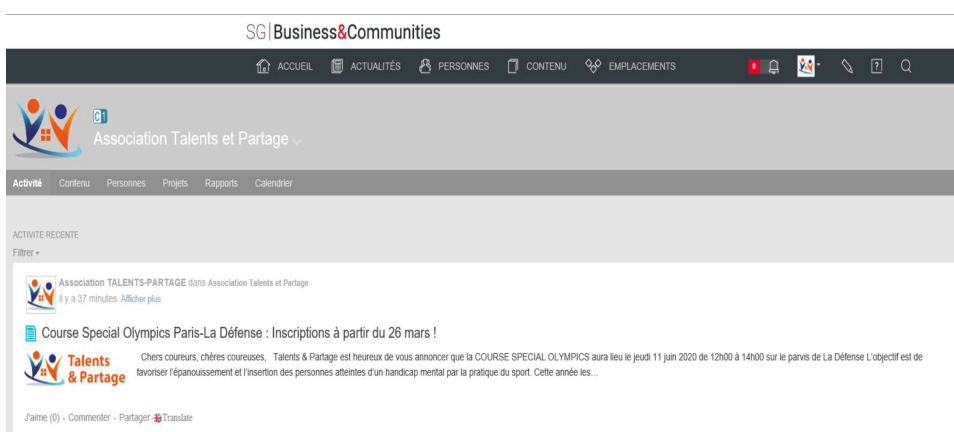 SG|Business&Communities
ACCUEIL ACTUALITÉS PERSONNES CONTENU EMPLACEMENTS 8 ?
C1
Association Talents et Partage
Activité Contenu Personnes Projets Rapports Calendrier
ACTIVITE RECENTE
Filtrer
Association TALENTS-PARTAGE dans Association Talents et Partage
il y a 37 minutes Afficher plus
Course Special Olympics Paris-La Défense : Inscriptions à partir du 26 mars !
Talents
& Partage
Chers coureurs, chères coureuses, Talents & Partage est heureux de vous annoncer que la COURSE SPECIAL OLYMPICS aura lieu le jeudi 11 juin 2020 de 12h00 à 14h00 sur le parvis de La Défense L'objectif est de
favoriser l'épanouissement et l'insertion des personnes atteintes d'un handicap mental par la pratique du sport. Cette année les…
J'aime (0) - Commenter - Partager - Translate